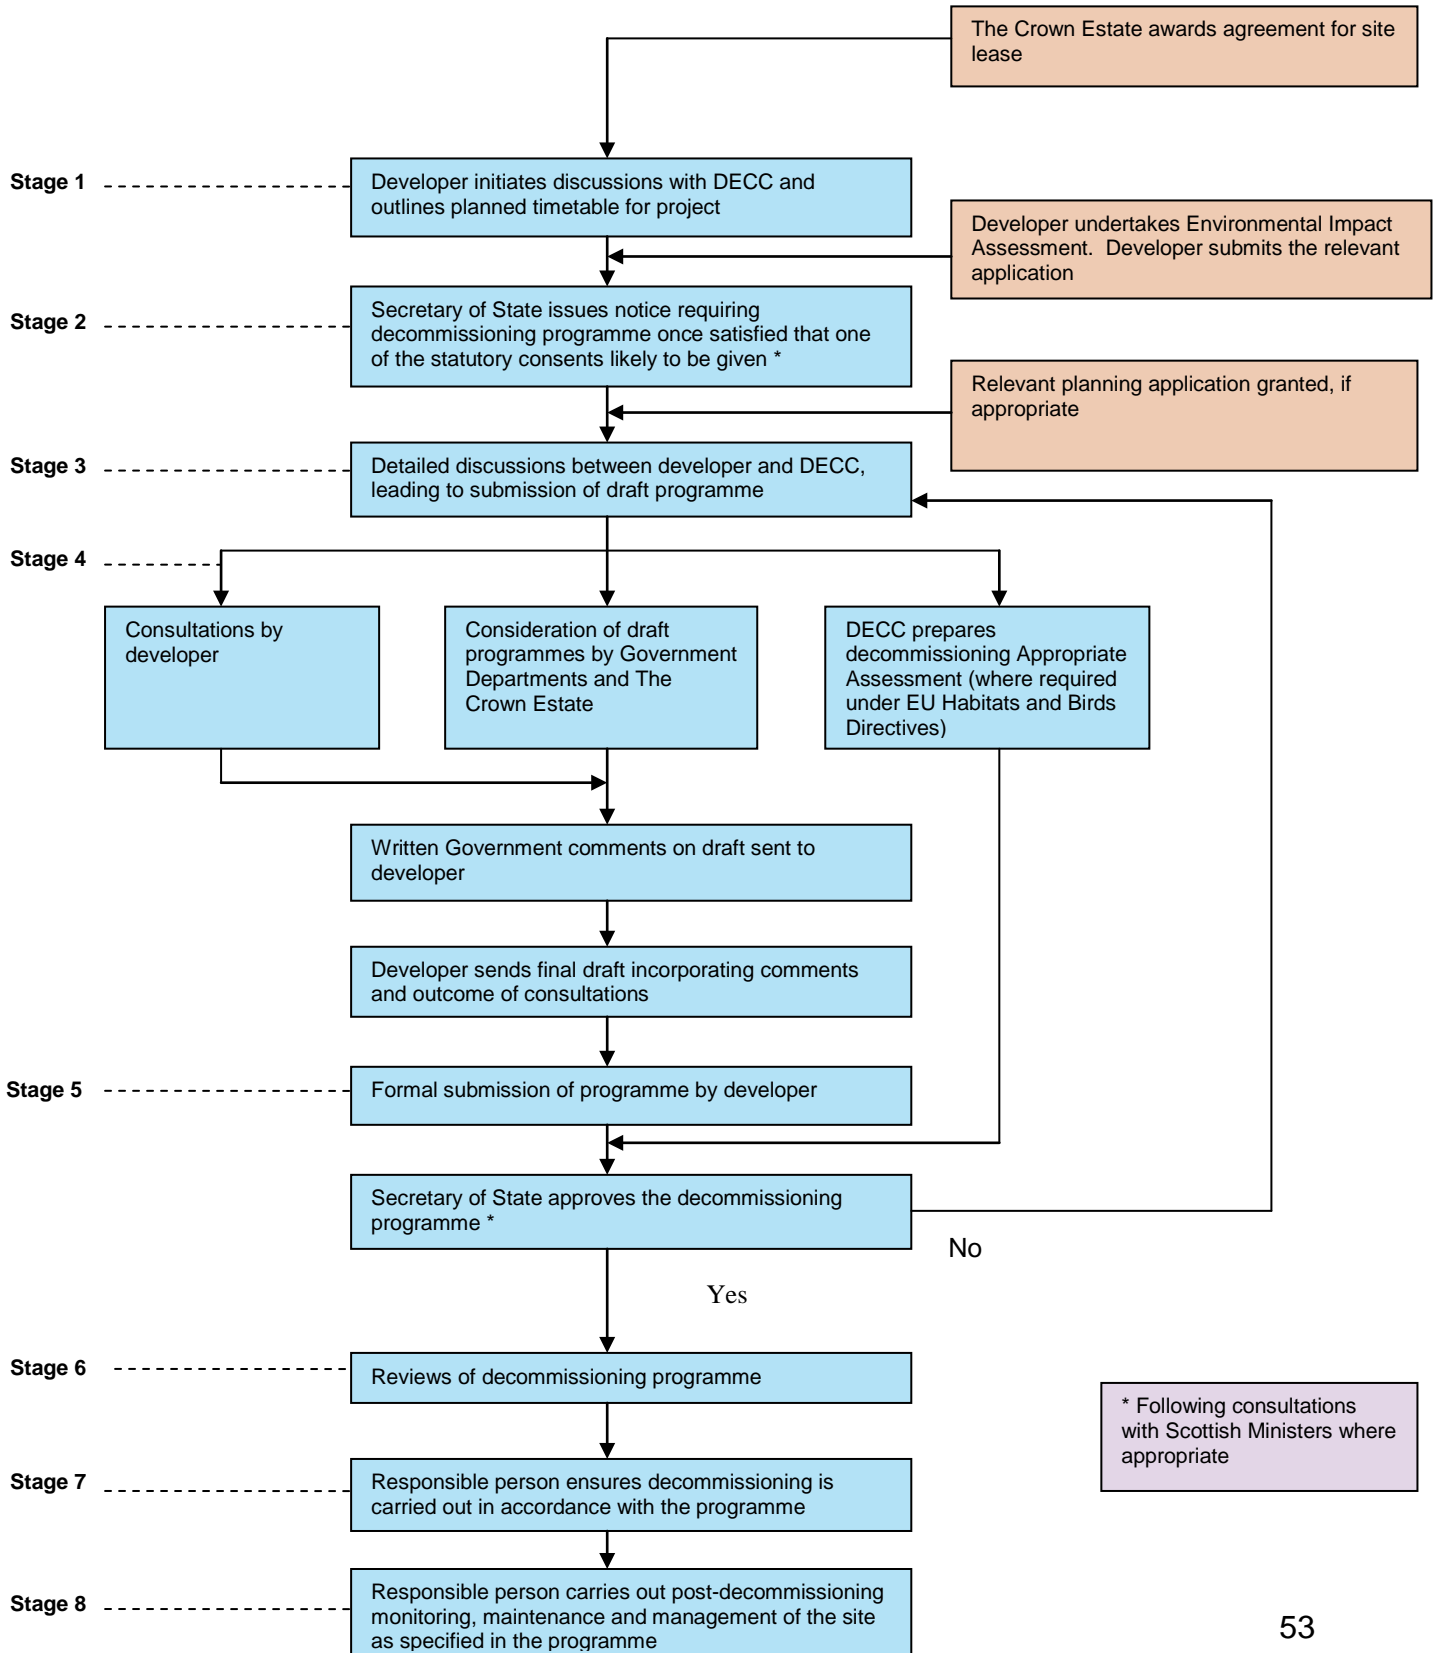 The Crown Estate awards agreement for site
lease
Stage 1
Developer initiates discussions with DECC and
outlines planned timetable for project
Developer undertakes Environmental Impact
Assessment.  Developer submits the relevant
application
Stage 2
Secretary of State issues notice requiring
decommissioning programme once satisfied that one
of the statutory consents likely to be given *
Relevant planning application granted, if
appropriate
Stage 3
Detailed discussions between developer and DECC,
leading to submission of draft programme
Stage 4
Consultations by
developer
Consideration of draft
programmes by Government
Departments and The
Crown Estate
DECC prepares
decommissioning Appropriate
Assessment (where required
under EU Habitats and Birds
Directives)
Written Government comments on draft sent to
developer
Developer sends final draft incorporating comments
and outcome of consultations
Stage 5
Formal submission of programme by developer
Secretary of State approves the decommissioning
programme *
No
Yes
Stage 6
Reviews of decommissioning programme
* Following consultations
with Scottish Ministers where
appropriate
Stage 7
Responsible person ensures decommissioning is
carried out in accordance with the programme
Stage 8
Responsible person carries out post-decommissioning
monitoring, maintenance and management of the site
as specified in the programme
53